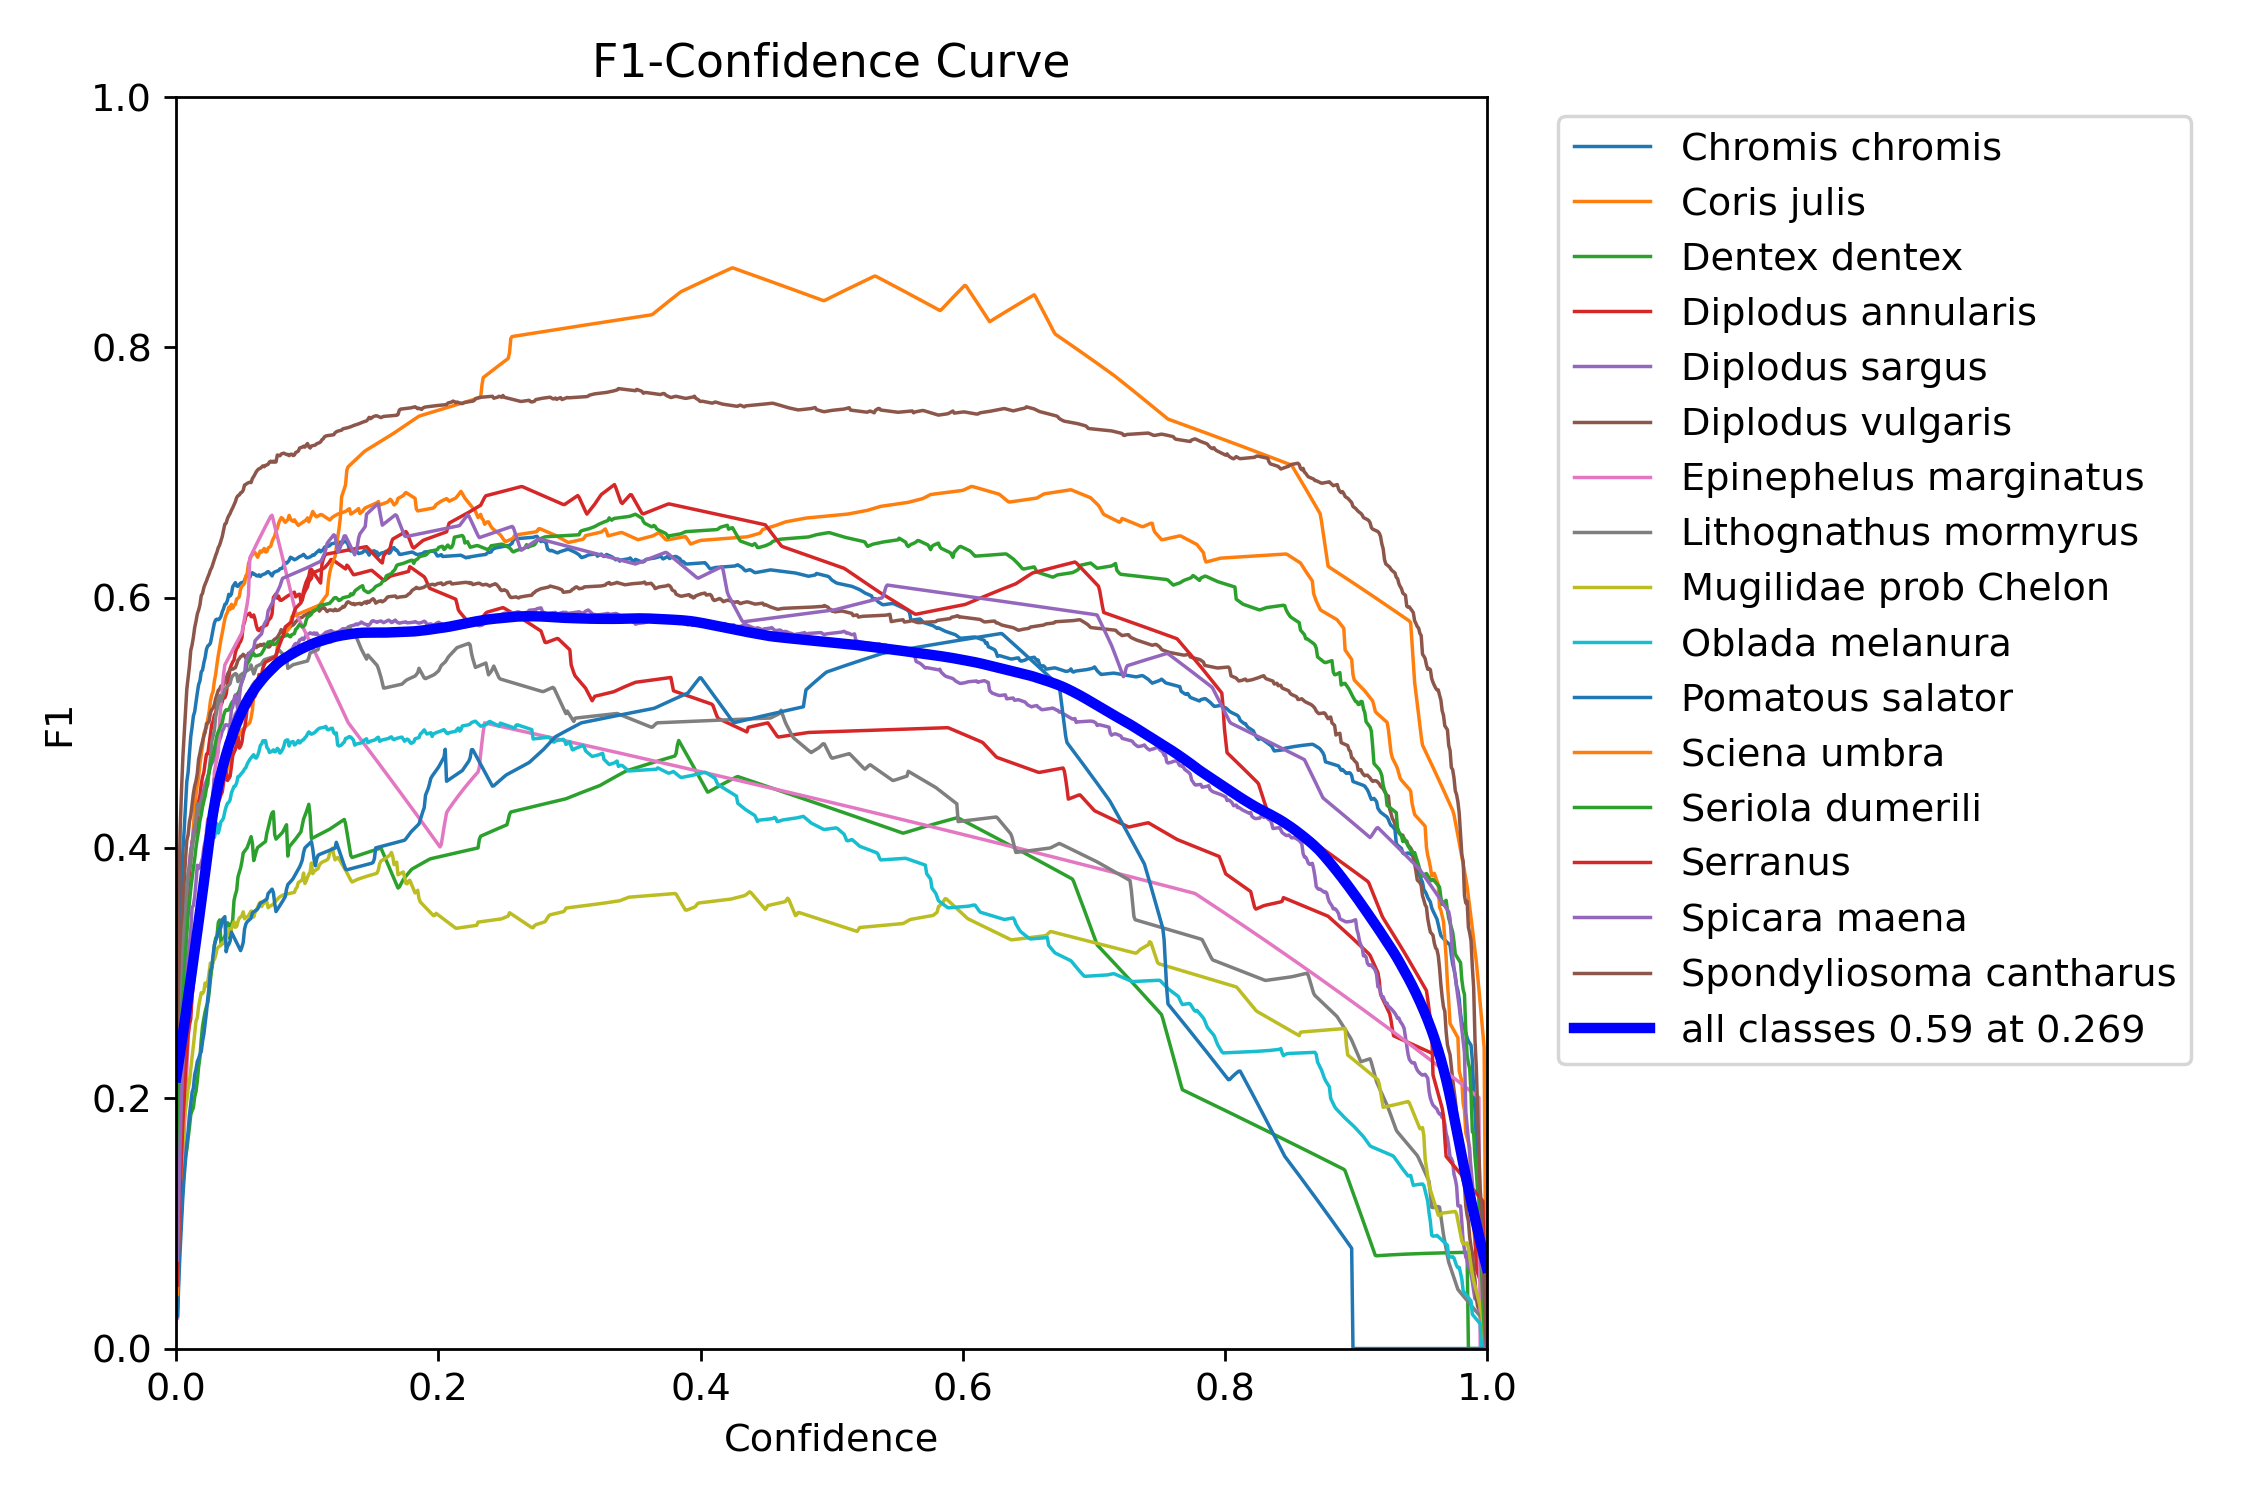 F1-Confidence Curve
1.0
0.8
0.6
0.4
0.2
0.0
F1
0.0 0.2 0.4 0.6 0.8 1.0
Confidence
Chromis chromis
Coris julis
Dentex dentex
Diplodus annularis
Diplodus sargus
Diplodus vulgaris
Epinephelus marginatus
Lithognathus mormyrus
Mugilidae prob Chelon
Oblada melanura
Pomatous salator
Sciena umbra
Seriola dumerili
Serranus
Spicara maena
Spondyliosoma cantharus
all classes 0.59 at 0.269